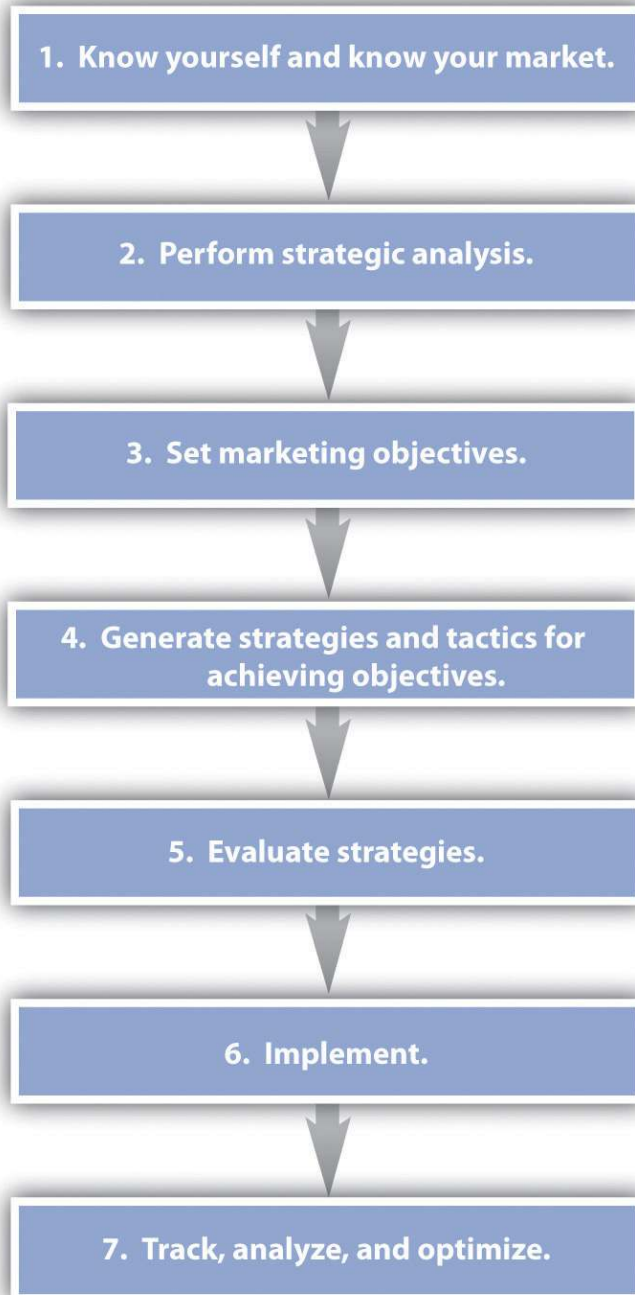 1. Know yourself and know your market.
2. Perform strategic analysis.
3. Set marketing objectives.
4. Generate strategies and tactics for
achieving objectives.
5. Evaluate strategies.
6. Implement.
7. Track, analyze, and optimize.